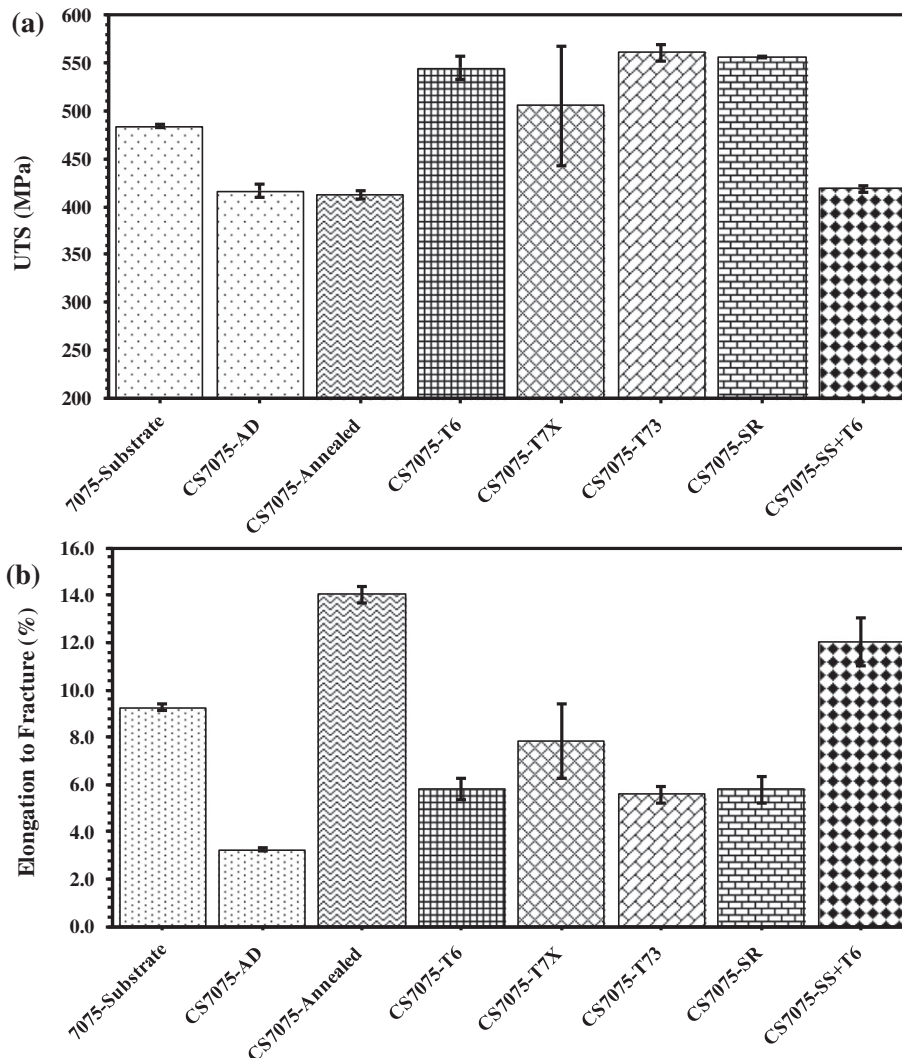 (a)
UTS (MPa)
600
550
500
450
400
350
300
250
200
7075-Substrate
CS7075-AD
CS7075-Annealed
CS7075-T6
CS7075-T7X
CS7075-T73
CS7075-SR
CS7075-SS+T6
(b)
Elongation to Fracture (%)
16.0
14.0
12.0
10.0
8.0
6.0
4.0
2.0
0.0
7075-Substrate
CS7075-AD
CS7075-Annealed
CS7075-T6
CS7075-T7X
CS7075-T73
CS7075-SR
CS7075-SS+T6